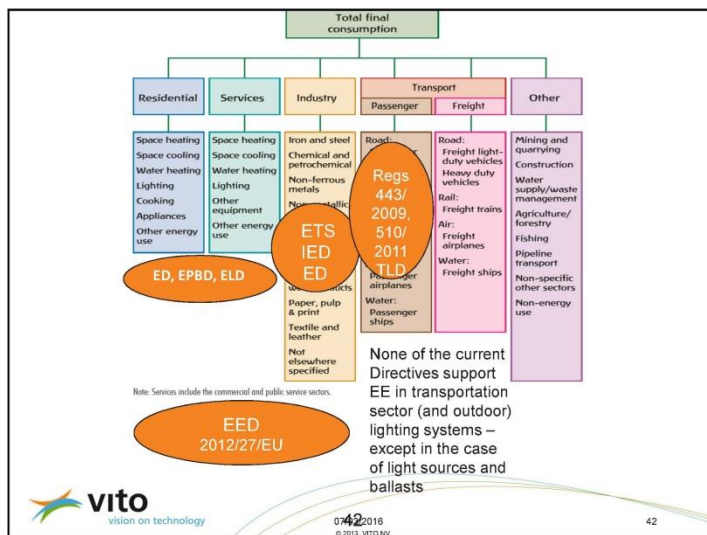 Total final
consumption
Residential
Services
Industry
Transport
Passenger
Freight
Other
Space heating
Space cooling
Water heating
Lighting
Cooking
Appliances
Other energy
use
Space heating
Space cooling
Water heating
Lighting
Other
equipment
Other energy
use
Iron and steel
Chemical and
petrochemical
Non-ferrous
metals
Paper, pulp
& print
Textile and
leather
Not
elsewhere
specified
Road:
airplanes
Water:
Passenger
ships
Road:
Freight light-
duty vehicles
Heavy duty
vehicles
Rail:
Freight trains
Air:
Freight
airplanes
Water:
Freight ships
Mining and
quarrying
Construction
Water
supply/waste
management
Agriculture/
forestry
Fishing
Pipeline
transport
Non-specific
other sectors
Non-energy
use
ED, EPBD, ELD
ETS
IED
ED
Regs
443/
2009,
510/
2011
TLD
Note: Services include the commercial and public service sectors.
EED
2012/27/EU
None of the current
Directives support
EE in transportation
sector (and outdoor)
lighting systems –
except in the case
of light sources and
ballasts
vito
vision on technology
42
42
© 2013, VITO NV